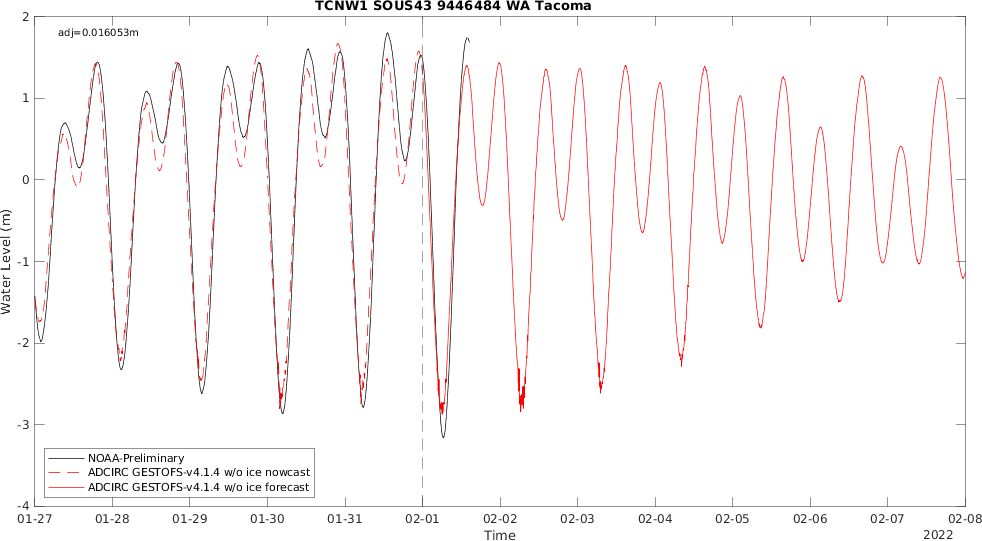 TCNW1 SOUS43 9446484 WA Tacoma
adj=0.016053m
2
1
0
-1
-2
-3
-4
Water Level (m)
NOAA-Preliminary
ADCIRC GESTOFS-v4.1.4 w/o ice nowcast
ADCIRC GESTOFS-v4.1.4 w/o ice forecast
01-27 01-28 01-29 01-30 01-31 02-01 02-02 02-03 02-04 02-05 02-06 02-07 02-08
Time
2022